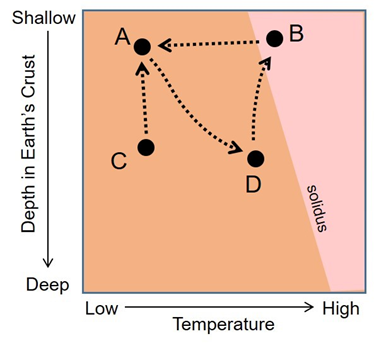 Shallow
A
B
Depth in Earth's Crust
C
D
solidus
Deep
Low
High
Temperature